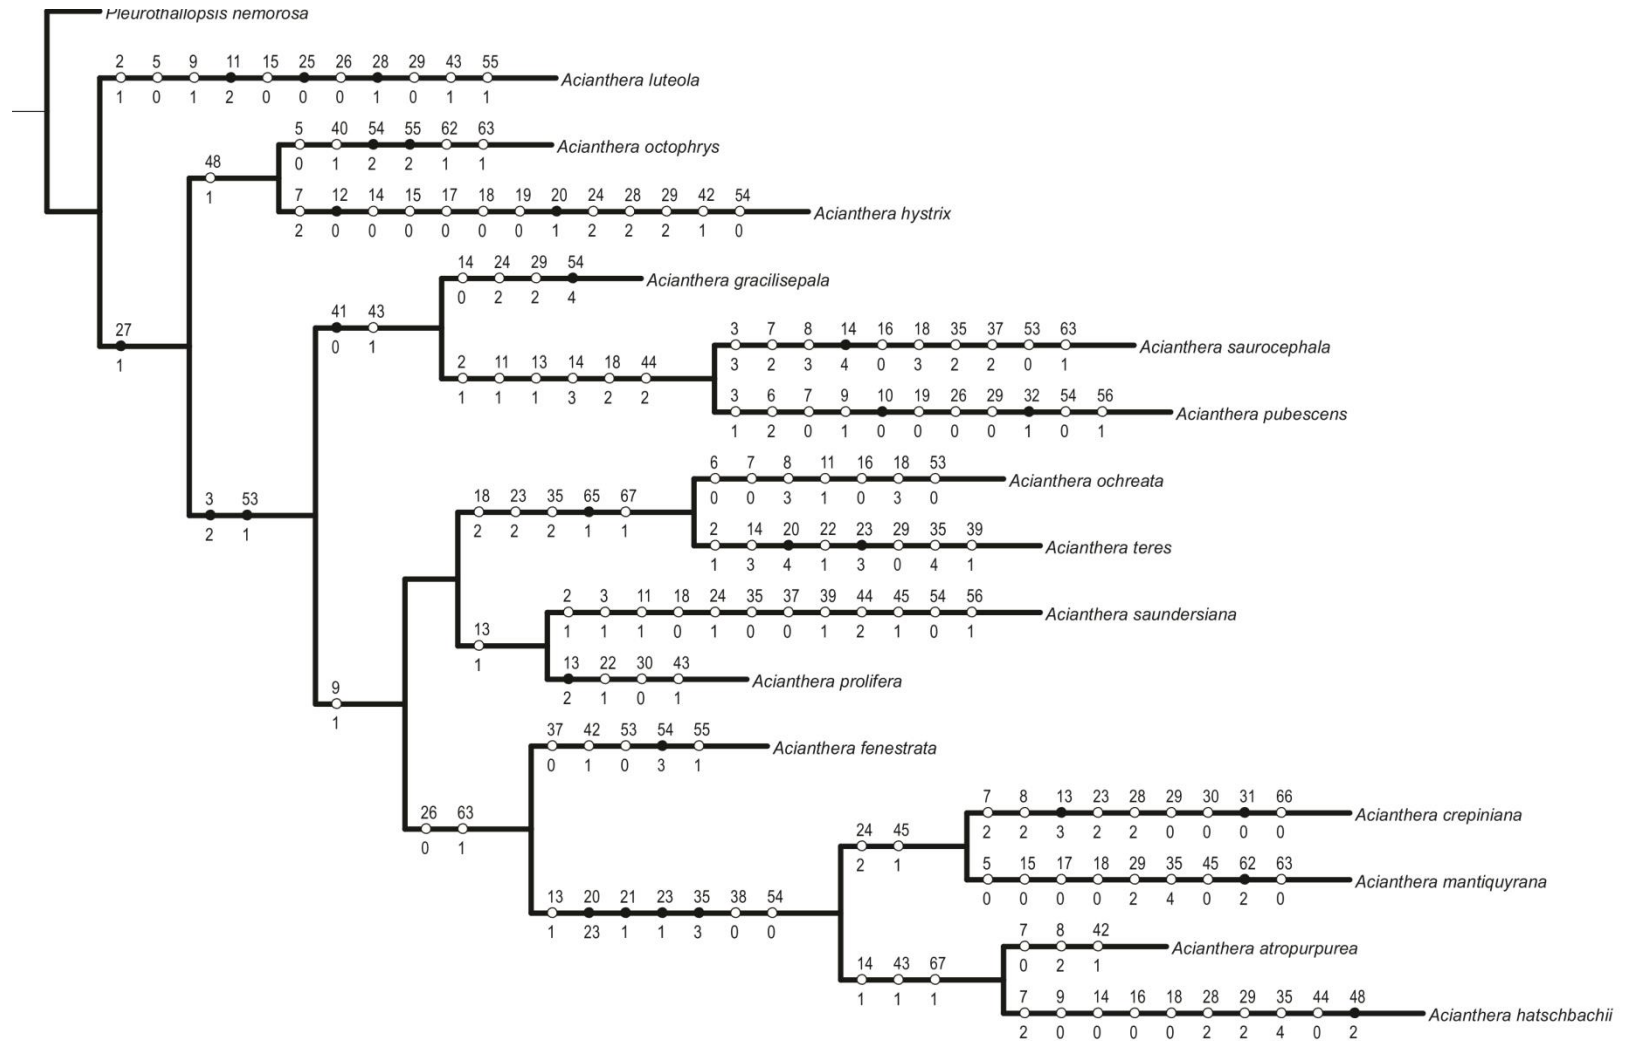 Pleurothallopsis nemorosa
2 5 9 11 15 25 26 28 29 43 55
Acianthera luteola
1 0 1 2 0 0 0 1 0 1 1
5 40 54 55 62 63
Acianthera octophrys
0 1 2 2 1 1
48
1
7 12 14 15 17 18 19 20 24 28 29 42 54
Acianthera hystrix
2 0 0 0 0 0 0 1 2 2 2 1 0
14 24 29 54
Acianthera gracilisepala
0 2 2 4
41 43
0 1
27
1
3 7 8 14 16 18 35 37 53 63
Acianthera saurocephala
3 2 3 4 0 3 2 2 0 1
2 11 13 14 18 44
1 1 1 3 2 2
3 6 7 9 10 19 26 29 32 54 56
Acianthera pubescens
1 2 0 1 0 0 0 0 1 0 1
6 7 8 11 16 18 53
Acianthera ochreata
0 0 3 1 0 3 0
3 53
2 1
18 23 35 65 67
2 2 2 1 1
2 14 20 22 23 29 35 39
Acianthera teres
1 3 4 1 3 0 4 1
2 3 11 18 24 35 37 39 44 45 54 56
Acianthera saundersiana
1 1 1 0 1 0 0 1 2 1 0 1
13
1
13 22 30 43
Acianthera prolifera
2 1 0 1
9
1
37 42 53 54 55
Acianthera fenestrata
0 1 0 3 1
26 63
0 1
7 8 13 23 28 29 30 31 66
Acianthera crepiniana
2 2 3 2 2 0 0 0 0
24 45
2 1
5 15 17 18 29 35 45 62 63
Acianthera mantiquyrana
0 0 0 0 2 4 0 2 0
13 20 21 23 35 38 54
1 23 1 1 3 0 0
7 8 42
Acianthera atropurpurea
0 2 1
14 43 67
1 1 1
7 9 14 16 18 28 29 35 44 48
Acianthera hatschbachii
2 0 0 0 0 2 2 4 0 2